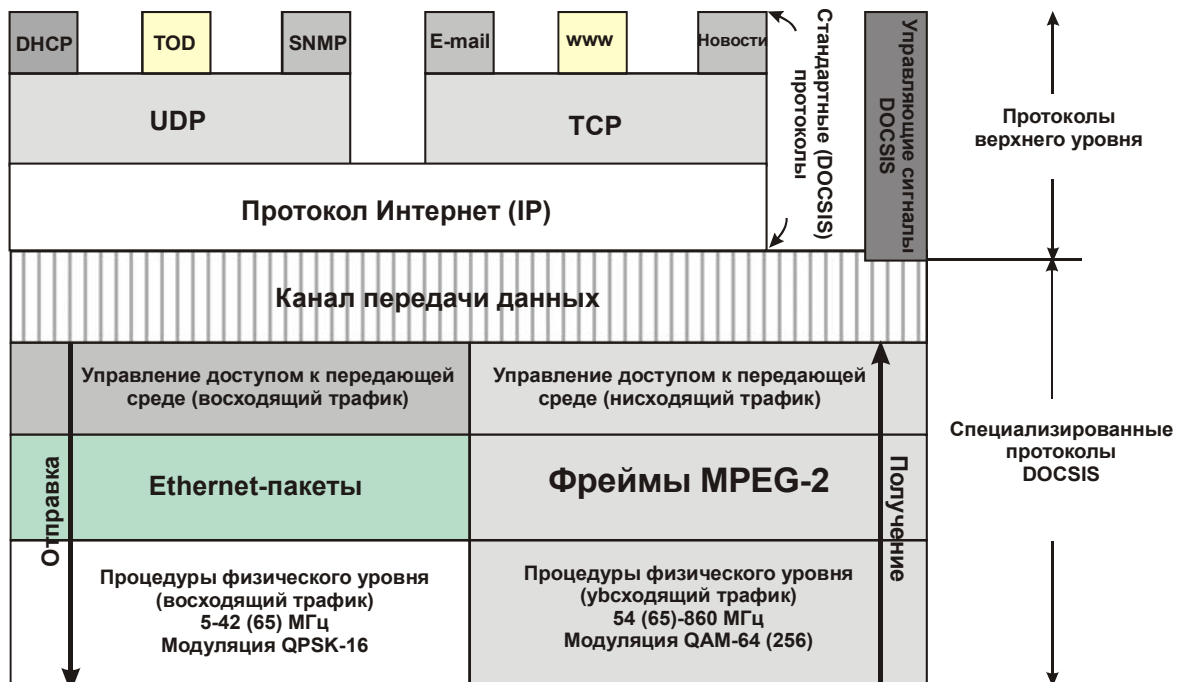 DHCP
TOD
SNMP
E-mail
www
Новости
UDP
TCP
Протокол Интернет (IP)
Стандартные (DOCSIS)
протоколы
Управляющие сигналы
DOCSIS
Протоколы
верхнего уровня
Канал передачи данных
Управление доступом к передающей
среде (восходящий трафик)
Управление доступом к передающей
среде (нисходящий трафик)
Отправка
Ethernet-пакеты
Фреймы MPEG-2
Получение
Специализированные
протоколы
DOCSIS
Процедуры физического уровня
(восходящий трафик)
5-42 (65) МГц
Модуляция QPSK-16
Процедуры физического уровня
(уbсходящий трафик)
54 (65)-860 МГц
Модуляция QAM-64 (256)